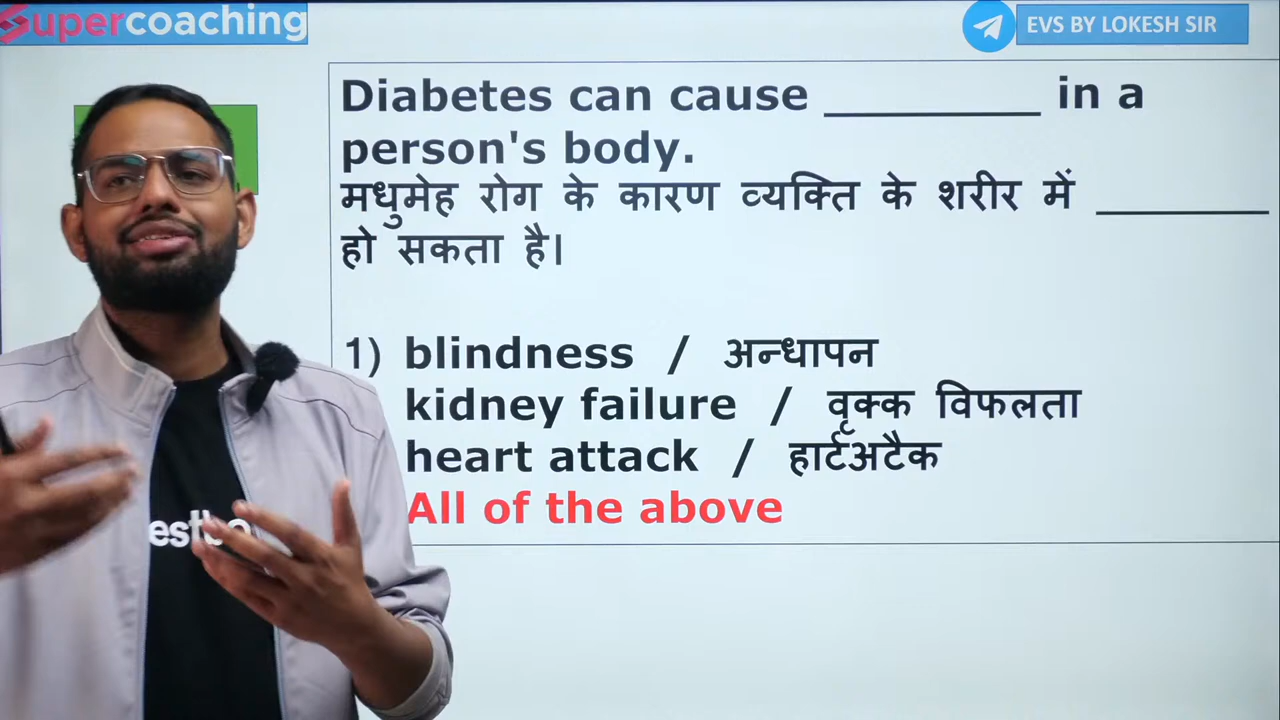 Supercoaching
EVS BY LOKESH SIR
Diabetes can cause _________ in a
person's body.
मधुमेह रोग के कारण व्यक्ति के शरीर में _________
हो सकता है।
1) blindness / अन्धापन
kidney failure / वृक्क विफलता
heart attack / हार्टअटैक
All of the above